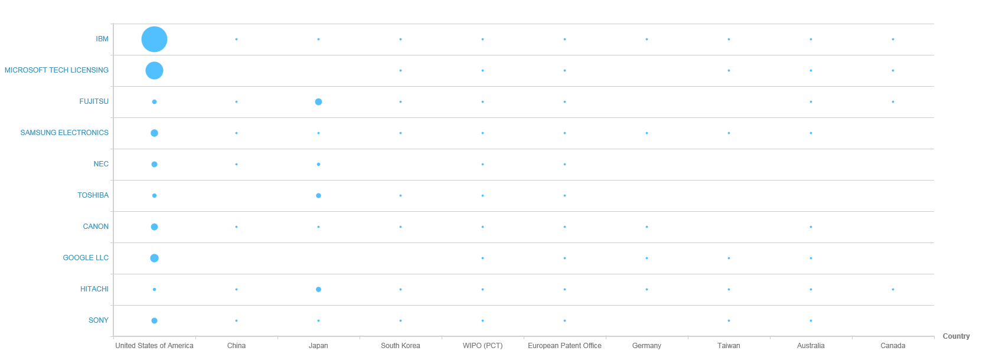 IBM
MICROSOFT TECH LICENSING
FUJITSU
SAMSUNG ELECTRONICS
NEC
TOSHIBA
CANON
GOOGLE LLC
HITACHI
SONY
Country
United States of America China Japan South Korea WIPO (PCT) European Patent Office Germany Taiwan Australia Canada